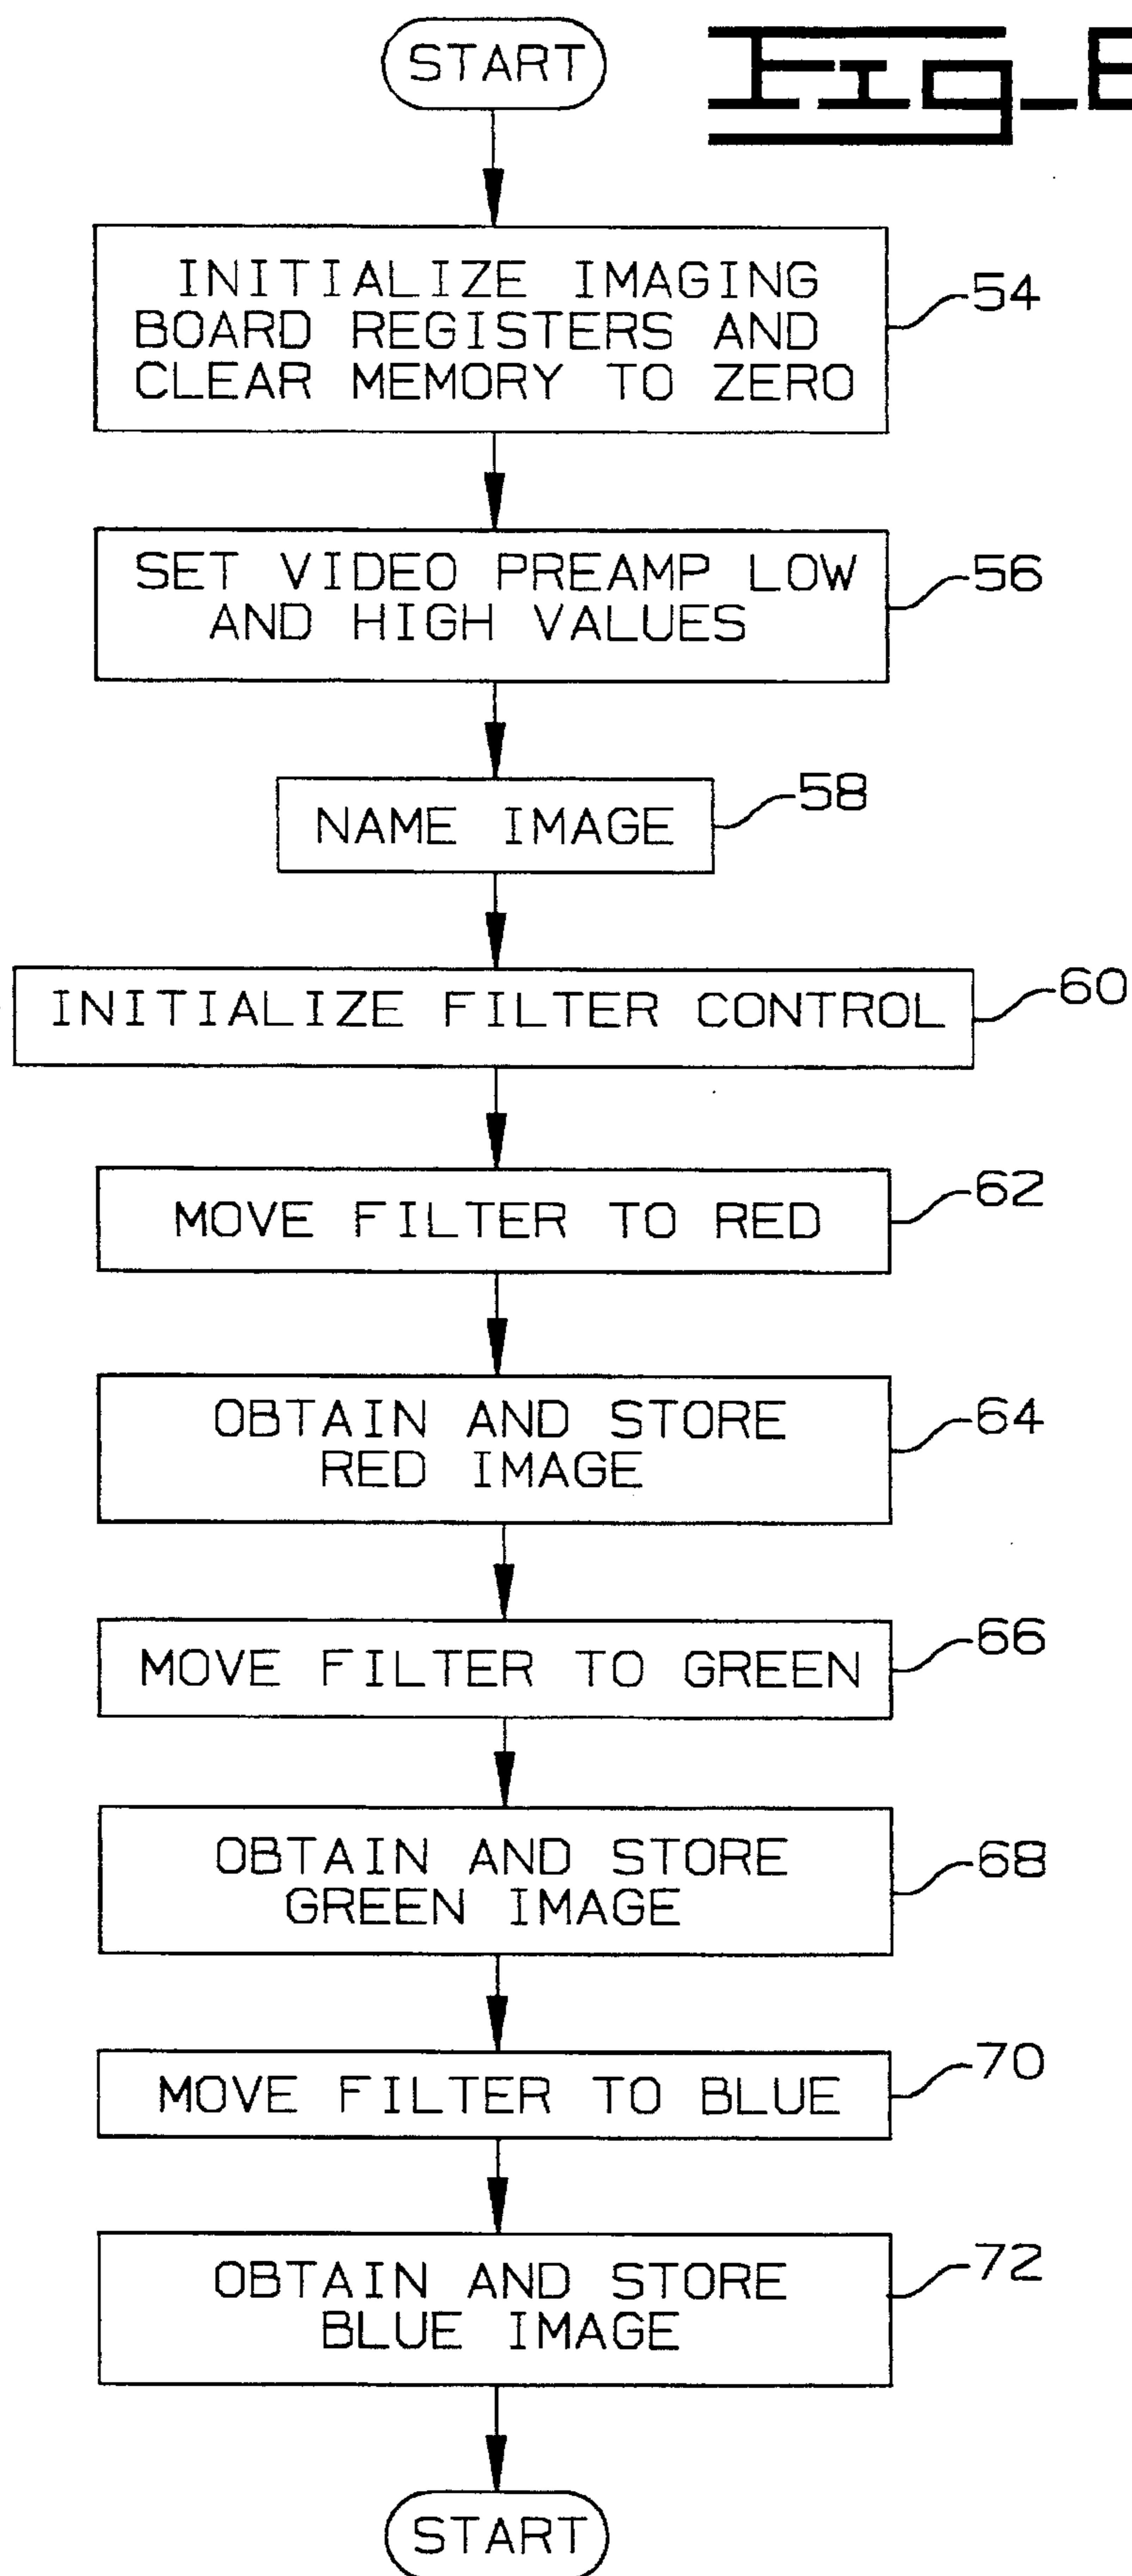 START
Fig_
INITIALIZE IMAGING
BOARD REGISTERS AND
CLEAR MEMORY TO ZERO
54
SET VIDEO PREAMP LOW
AND HIGH VALUES
56
NAME IMAGE
58
INITIALIZE FILTER CONTROL
60
MOVE FILTER TO RED
62
OBTAIN AND STORE
RED IMAGE
64
MOVE FILTER TO GREEN
66
OBTAIN AND STORE
GREEN IMAGE
68
MOVE FILTER TO BLUE
70
OBTAIN AND STORE
BLUE IMAGE
72
START